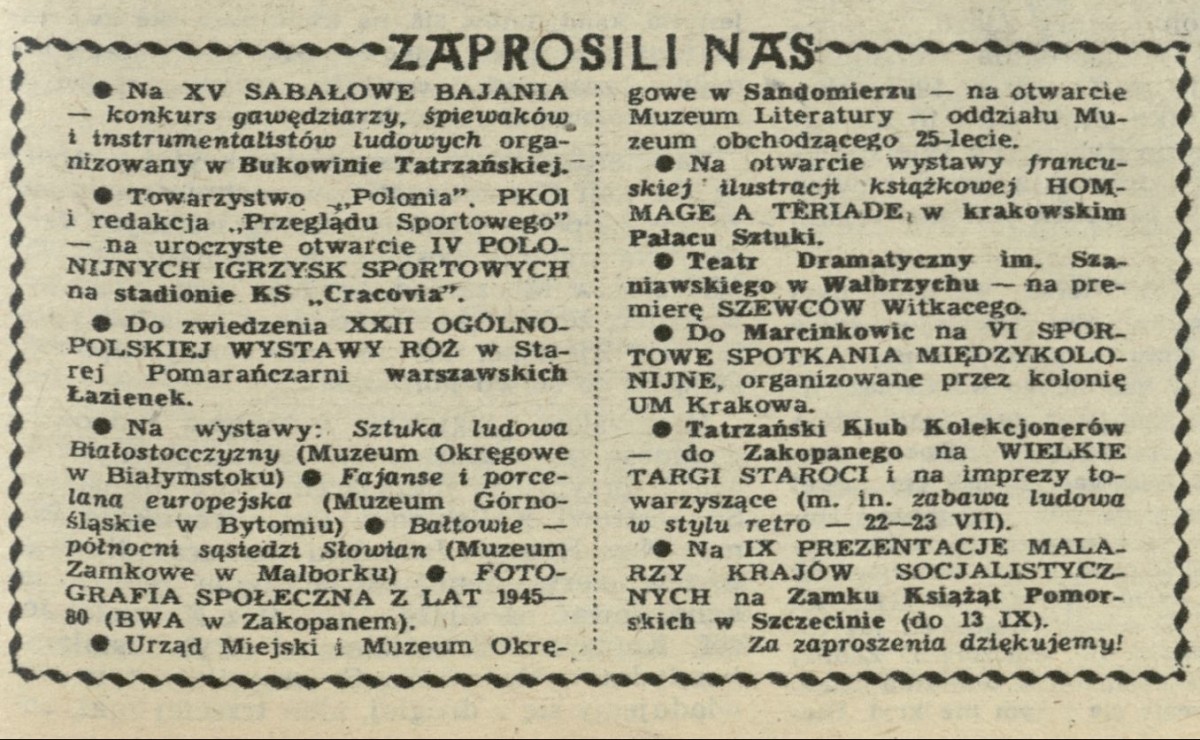 ZAPROSILI NAS
● Na XV SABAŁOWE BAJANIA
— konkurs gawędziarzy, śpiewaków
i instrumentalistów ludowych orga-
nizowany w Bukowinie Tatrzańskiej.
● Towarzystwo „Polonia”. PKOl
i redakcja „Przeglądu Sportowego”
— na uroczyste otwarcie IV POLO-
NIJNYCH IGRZYSK SPORTOWYCH
na stadionie KS „Cracovia”.
● Do zwiedzenia XXII OGÓLNO-
POLSKIEJ WYSTAWY RÓŻ w Sta-
rej Pomarańczarni warszawskich
Łazienek.
● Na wystawy: Sztuka ludowa
Białostocczyzny (Muzeum Okręgowe
w Białymstoku) ● Fajanse i porce-
lana europejska (Muzeum Górno-
śląskie w Bytomiu) ● Bałtowie —
północni sąsiedzi Słowian (Muzeum
Zamkowe w Malborku) ● FOTO-
GRAFIA SPOŁECZNA Z LAT 1945—
80 (BWA w Zakopanem).
● Urząd Miejski i Muzeum Okrę-
gowe w Sandomierzu — na otwarcie
Muzeum Literatury — oddziału Mu-
zeum obchodzącego 25-lecie.
● Na otwarcie wystawy francu-
skiej ilustracji książkowej HOM-
MAGE A TÉRIADE, w krakowskim
Pałacu Sztuki.
● Teatr Dramatyczny im. Sza-
niawskiego w Wałbrzychu — na pre-
mierę SZEWCÓW Witkacego.
● Do Marcinkowic na VI SPOR-
TOWE SPOTKANIA MIĘDZYKOLO-
NIJNE, organizowane przez kolonię
UM Krakowa.
● Tatrzański Klub Kolekcjonerów
— do Zakopanego na WIELKIE
TARGI STAROCI i na imprezy to-
warzyszące (m. in. zabawa ludowa
w stylu retro — 22—23 VII).
● Na IX PREZENTACJE MALA-
RZY KRAJÓW SOCJALISTYCZ-
NYCH na Zamku Książąt Pomor-
skich w Szczecinie (do 13 IX).
Za zaproszenia dziękujemy!